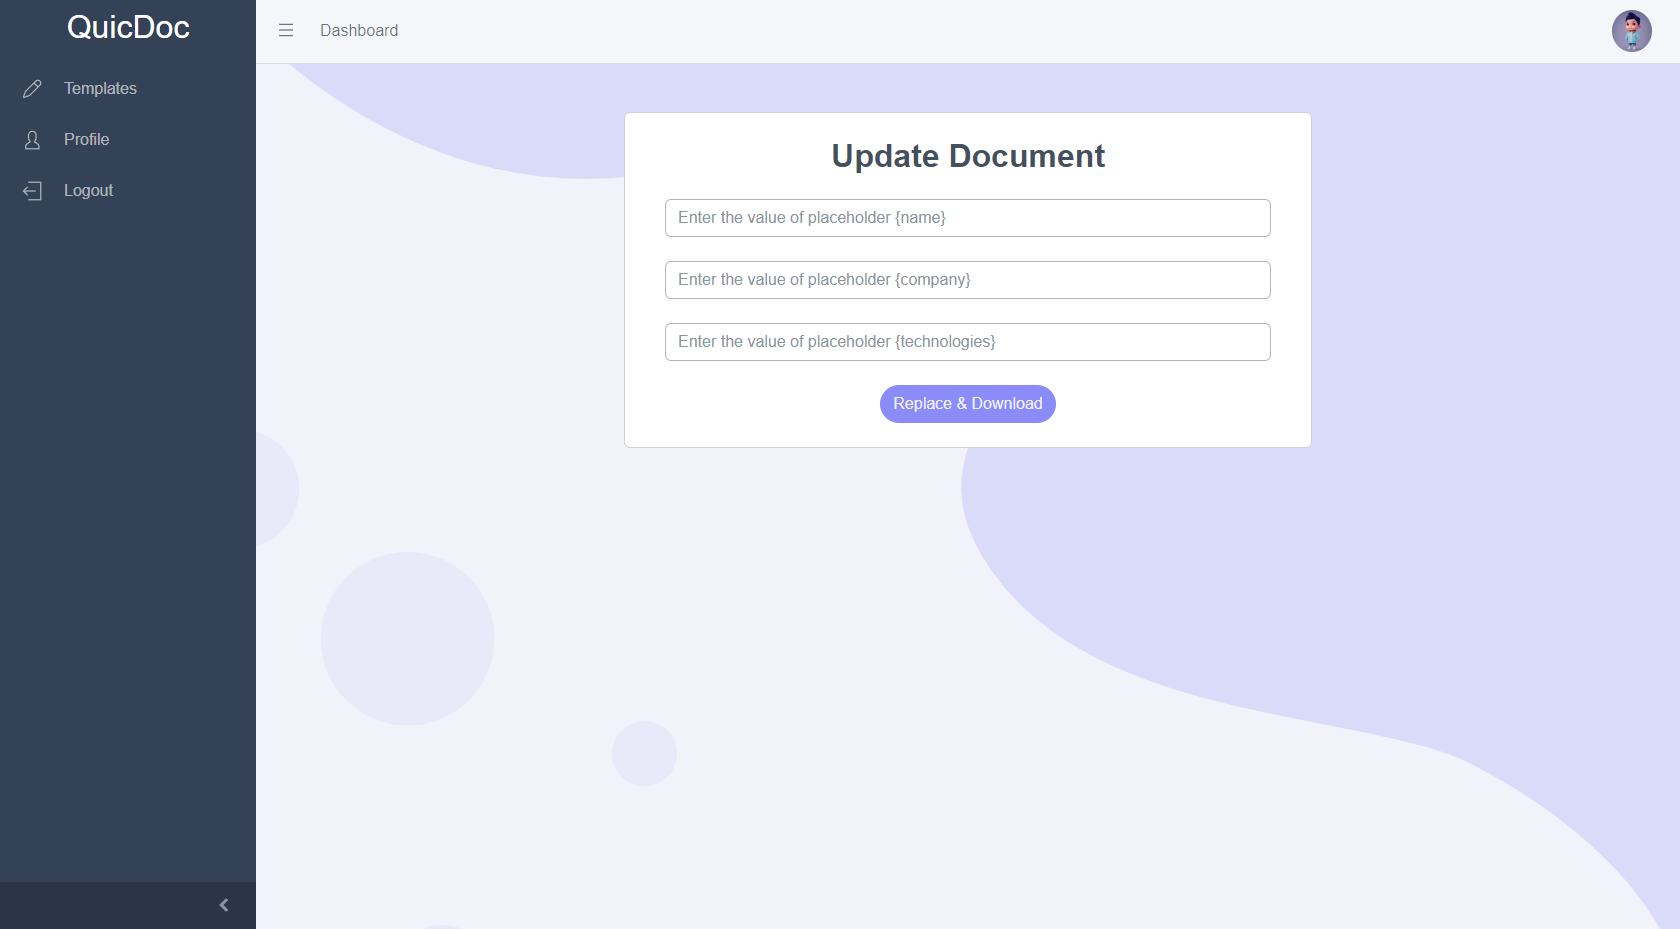 QuicDoc
Dashboard
Templates
Profile
Logout
Update Document
Enter the value of placeholder {name}
Enter the value of placeholder {company}
Enter the value of placeholder {technologies}
Replace & Download